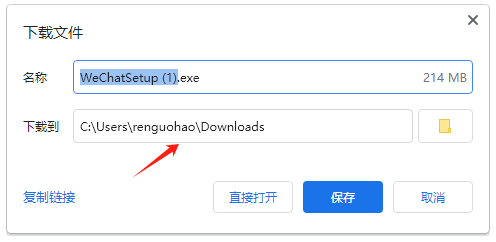 下载文件
名称 WeChatSetup (1).exe 214 MB
下载到 C:\Users\renguohao\Downloads
复制链接 直接打开 保存 取消